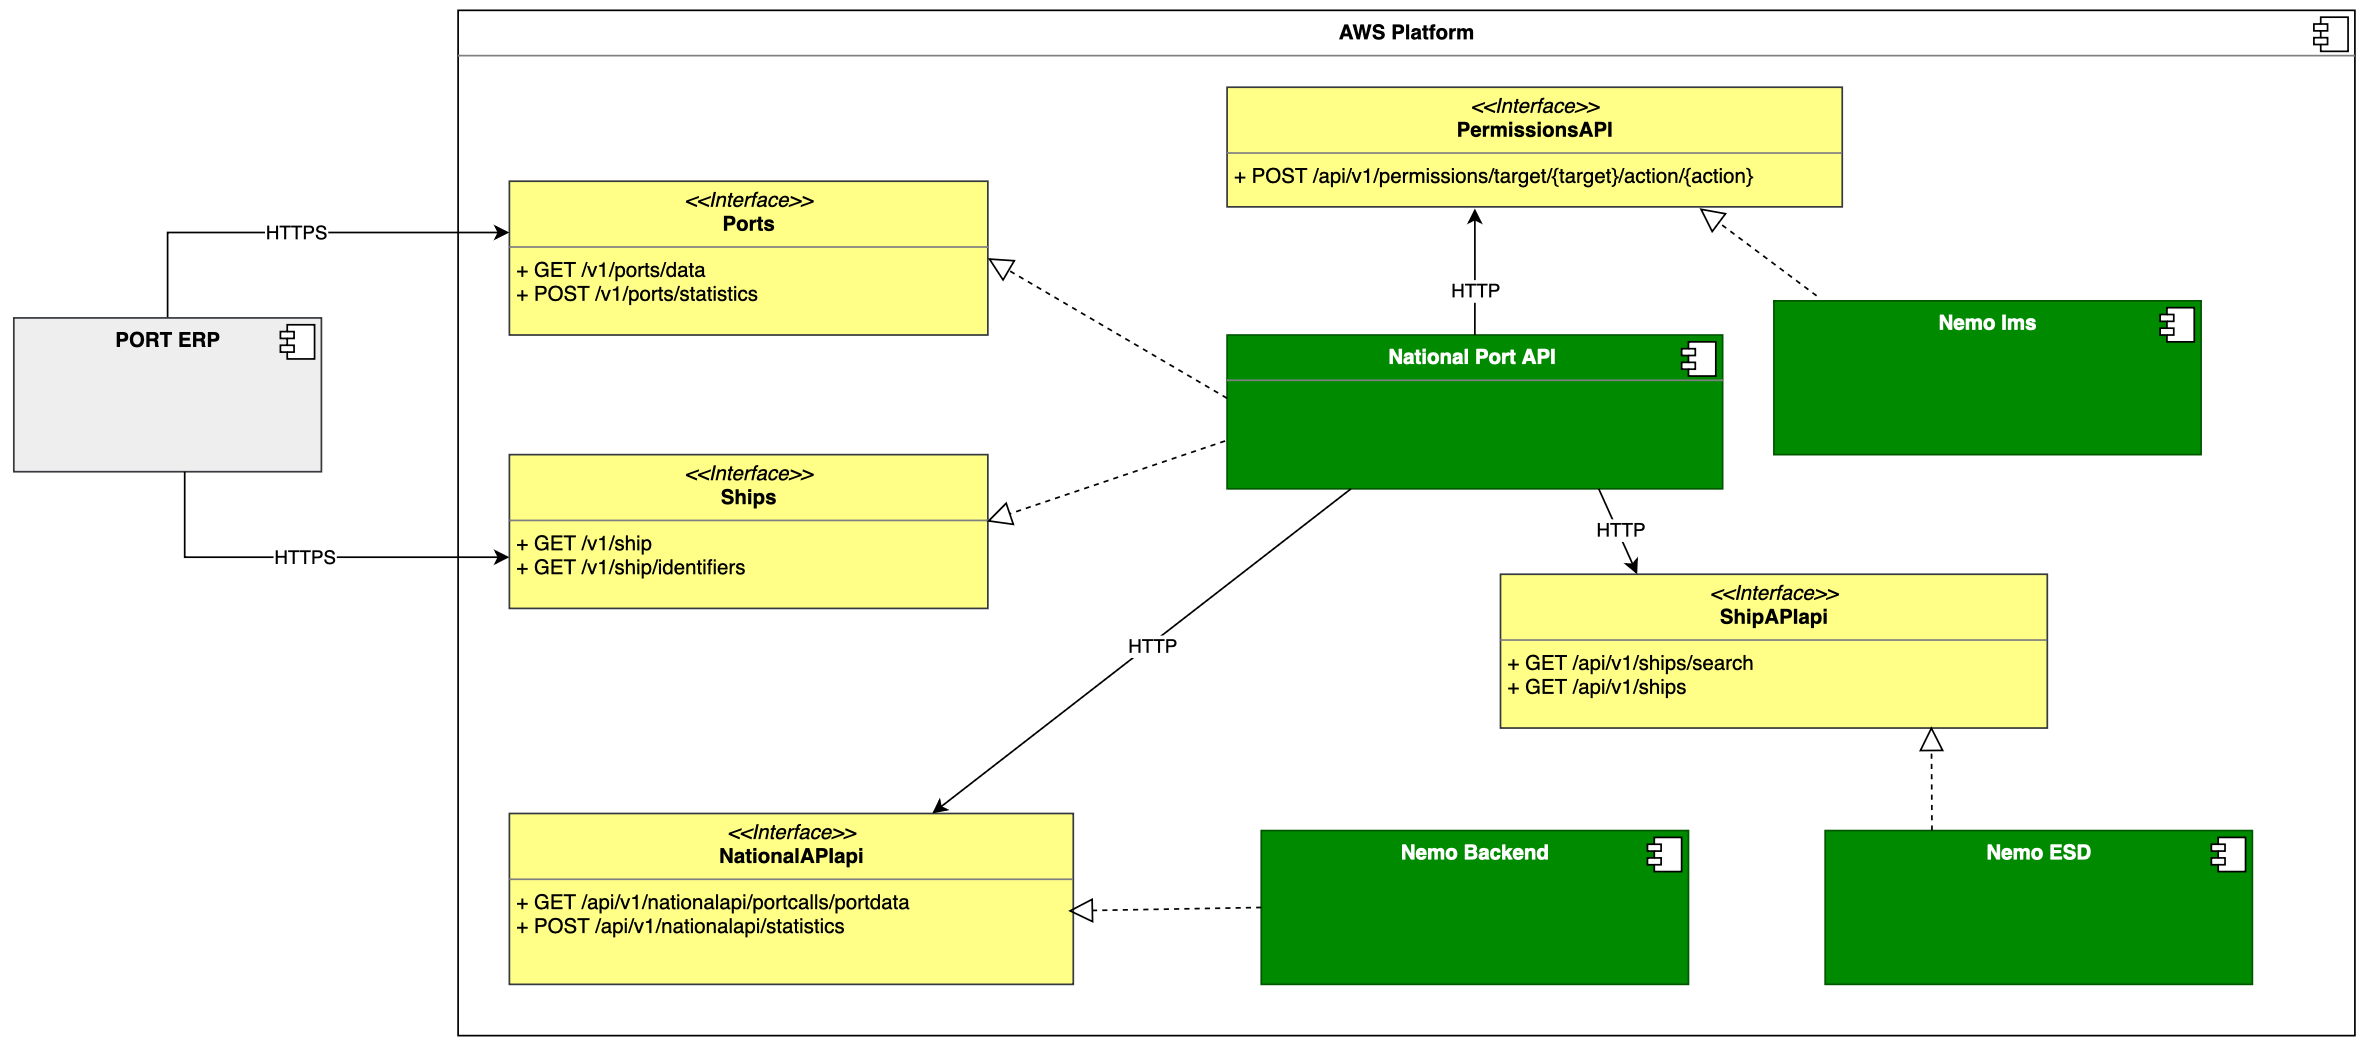 AWS Platform
<<Interface>>
PermissionsAPI
+ POST /api/v1/permissions/target/{target}/action/{action}
<<Interface>>
Ports
+ GET /v1/ports/data
+ POST /v1/ports/statistics
HTTPS
HTTP
PORT ERP
Nemo Ims
National Port API
<<Interface>>
Ships
+ GET /v1/ship
+ GET /v1/ship/identifiers
HTTPS
HTTP
HTTP
<<Interface>>
ShipAPIapi
+ GET /api/v1/ships/search
+ GET /api/v1/ships
<<Interface>>
NationalAPIapi
+ GET /api/v1/nationalapi/portcalls/portdata
+ POST /api/v1/nationalapi/statistics
Nemo Backend
Nemo ESD